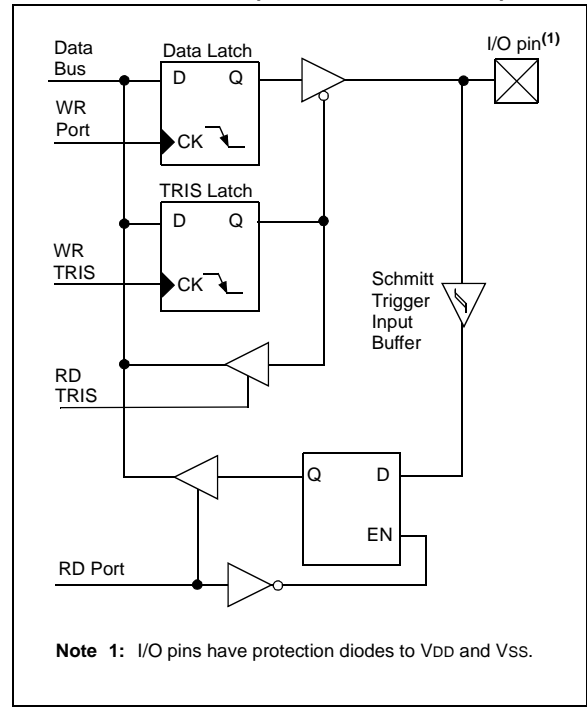 Data
Bus
Data Latch
I/O pin(1)
D Q
WR
Port
CK
TRIS Latch
D Q
WR
TRIS
CK
Schmitt
Trigger
Input
Buffer
RD
TRIS
Q D
EN
RD Port
Note 1: I/O pins have protection diodes to VDD and VSS.